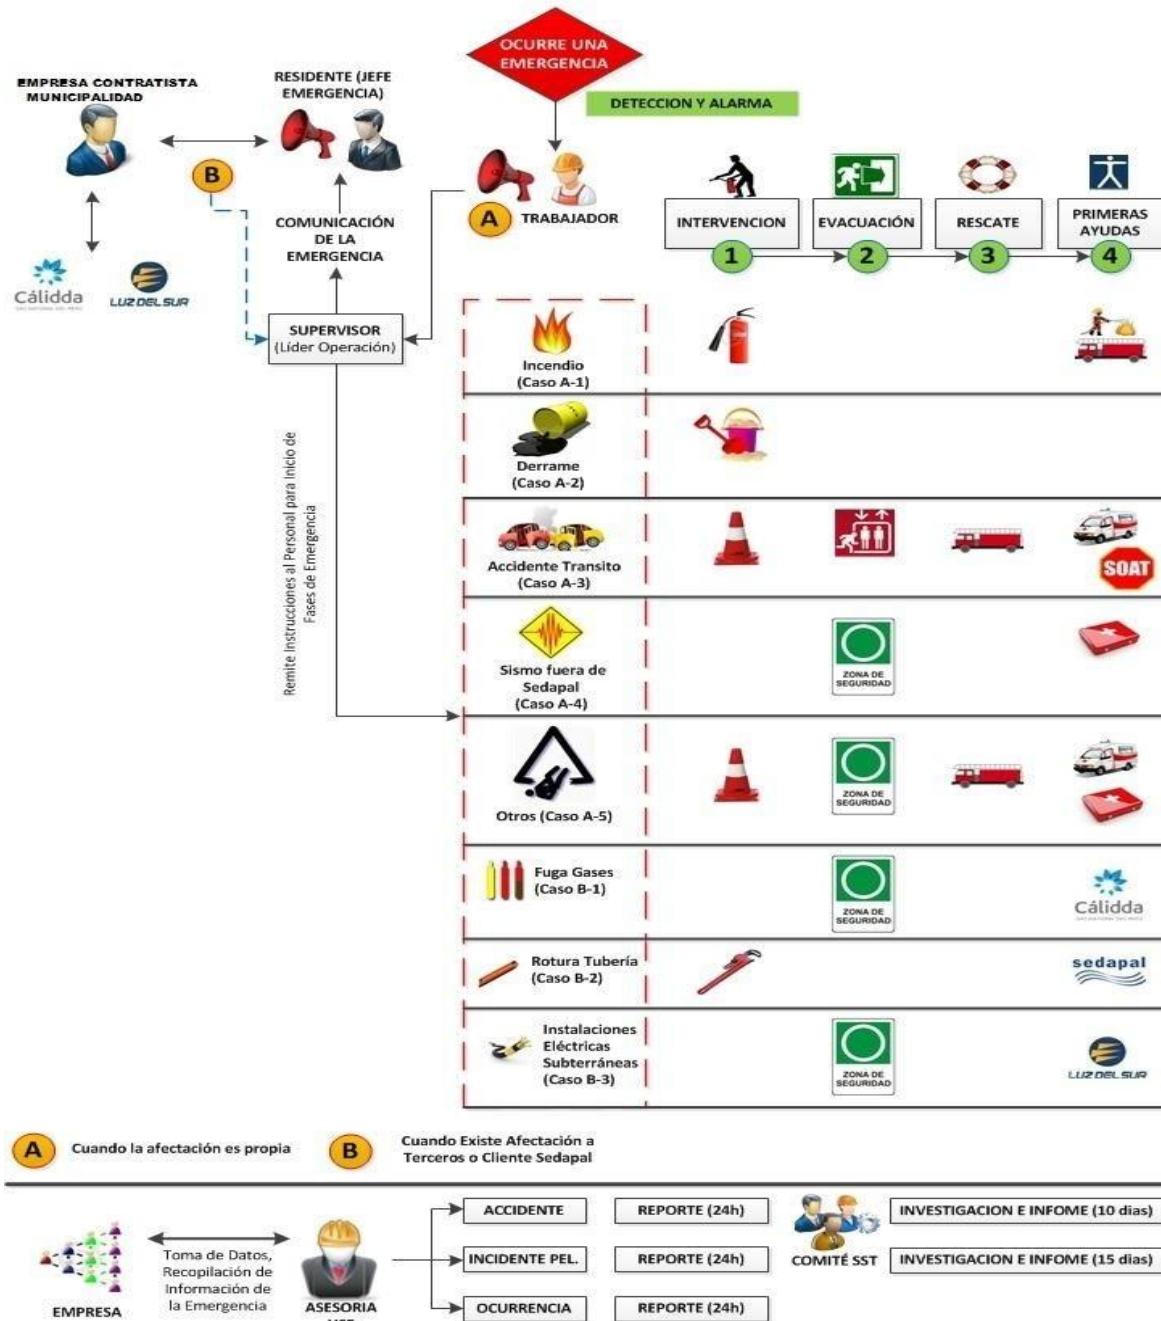 OCURRE UNA
EMERGENCIA
DETECCION Y ALARMA
EMPRESA CONTRATISTA
MUNICIPALIDAD
RESIDENTE (JEFE
EMERGENCIA)
B
A
TRABAJADOR
COMUNICACIÓN
DE LA
EMERGENCIA
Cálidda
LUZ DEL SUR
SUPERVISOR
(Líder Operación)
INTERVENCION
EVACUACIÓN
RESCATE
PRIMERAS
AYUDAS
1
2
3
4
Remite Instrucciones al Personal para Inicio de
Fases de Emergencia
Incendio
(Caso A-1)
Derrame
(Caso A-2)
Accidente Transito
(Caso A-3)
SOAT
Sismo fuera de
Sedapal
(Caso A-4)
ZONA DE
SEGURIDAD
Otros (Caso A-5)
ZONA DE
SEGURIDAD
Fuga Gases
(Caso B-1)
ZONA DE
SEGURIDAD
Cálidda
Rotura Tubería
(Caso B-2)
sedapal
Instalaciones
Eléctricas
Subterráneas
(Caso B-3)
ZONA DE
SEGURIDAD
LUZ DEL SUR
A
Cuando la afectación es propia
B
Cuando Existe Afectación a
Terceros o Cliente Sedapal
EMPRESA
Toma de Datos,
Recopilación de
Información de
la Emergencia
ASESORIA
ACCIDENTE
REPORTE (24h)
INVESTIGACION E INFOME (10 dias)
INCIDENTE PEL.
REPORTE (24h)
COMITÉ SST
INVESTIGACION E INFOME (15 dias)
OCURRENCIA
REPORTE (24h)